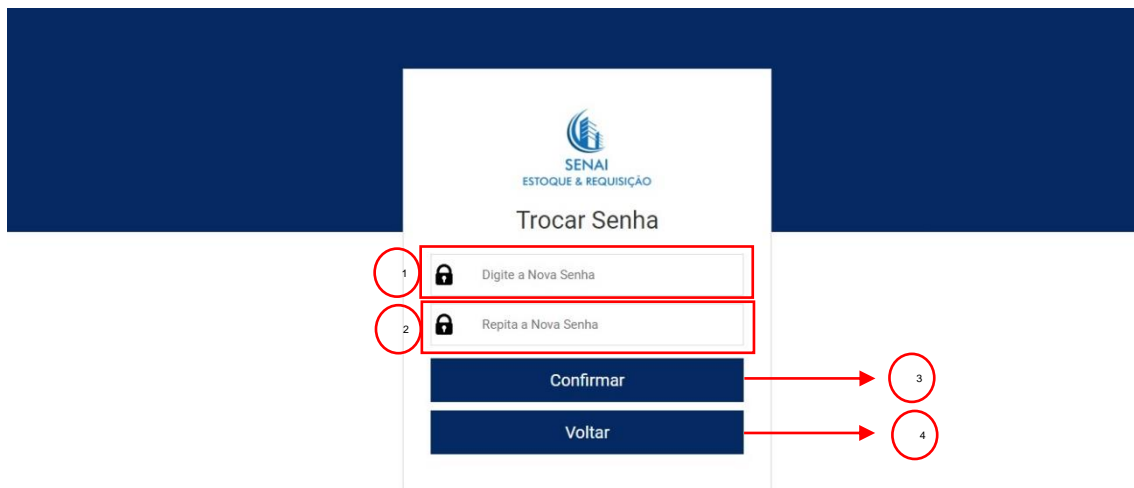 SENAI
ESTOQUE & REQUISIÇÃO
Trocar Senha
1
Digite a Nova Senha
2
Repita a Nova Senha
Confirmar
3
Voltar
4